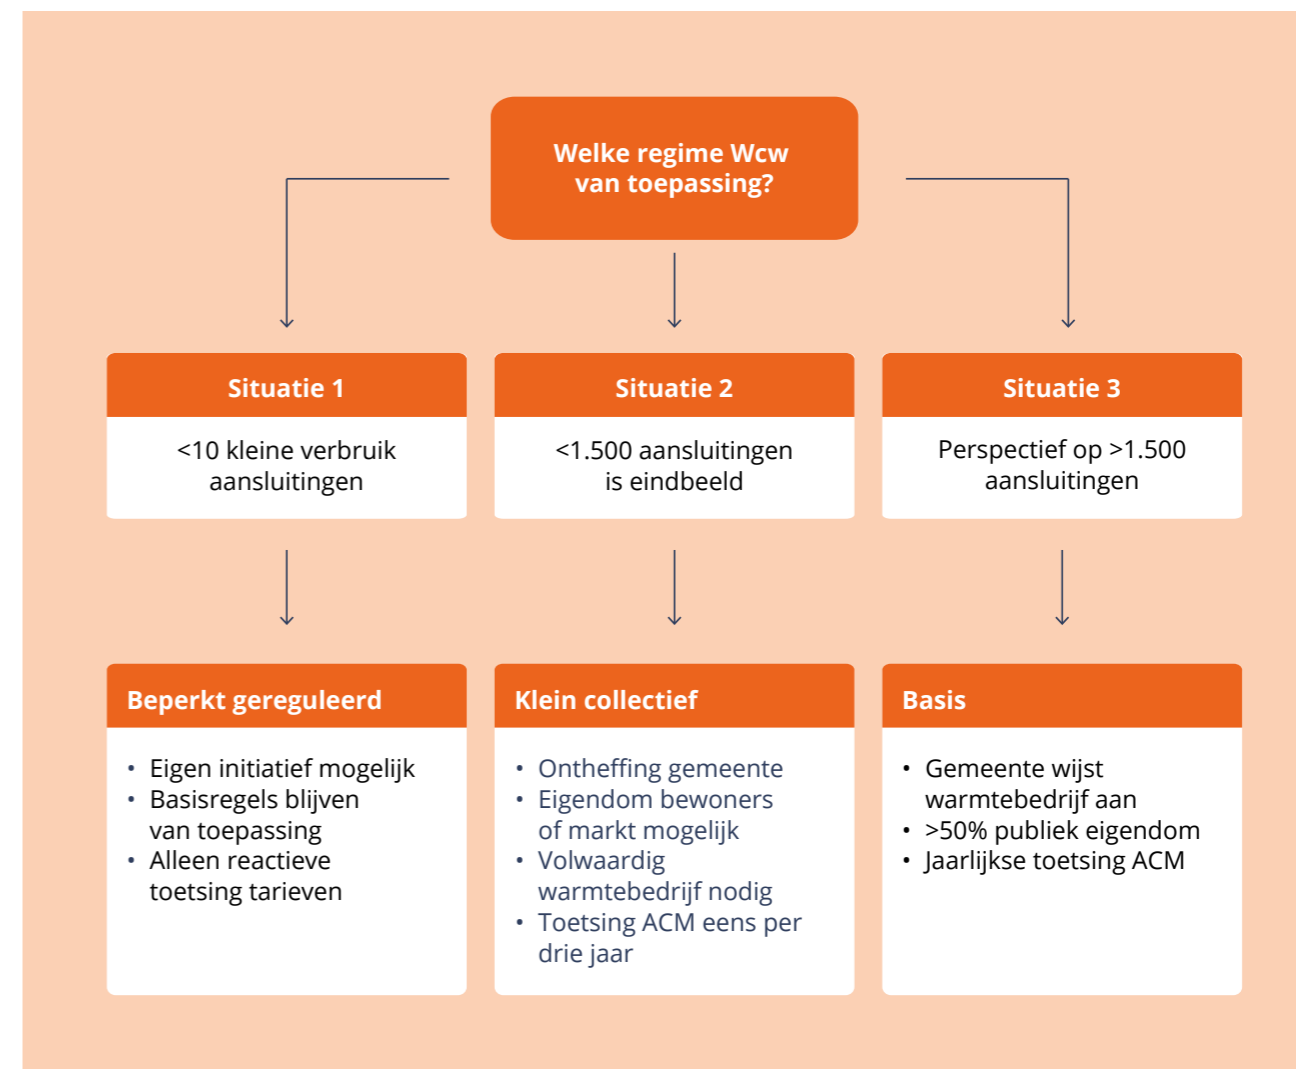 Welke regime Wcw
van toepassing?
Situatie 1
<10 kleine verbruik
aansluitingen
Situatie 2
<1.500 aansluitingen
is eindbeeld
Situatie 3
Perspectief op >1.500
aansluitingen
Beperkt gereguleerd
• Eigen initiatief mogelijk
• Basisregels blijven
van toepassing
• Alleen reactieve
toetsing tarieven
Klein collectief
• Ontheffing gemeente
• Eigendom bewoners
of markt mogelijk
• Volwaardig
warmtebedrijf nodig
• Toetsing ACM eens per
drie jaar
Basis
• Gemeente wijst
warmtebedrijf aan
• >50% publiek eigendom
• Jaarlijkse toetsing ACM